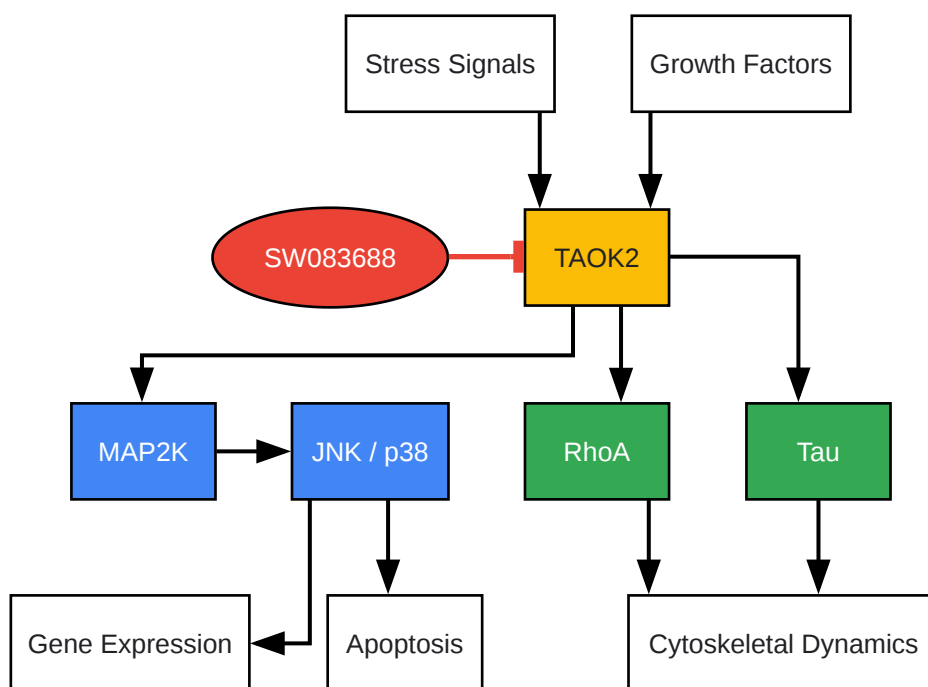 Stress Signals
Growth Factors
SW083688
TAOK2
MAP2K
JNK / p38
RhoA
Tau
Gene Expression
Apoptosis
Cytoskeletal Dynamics